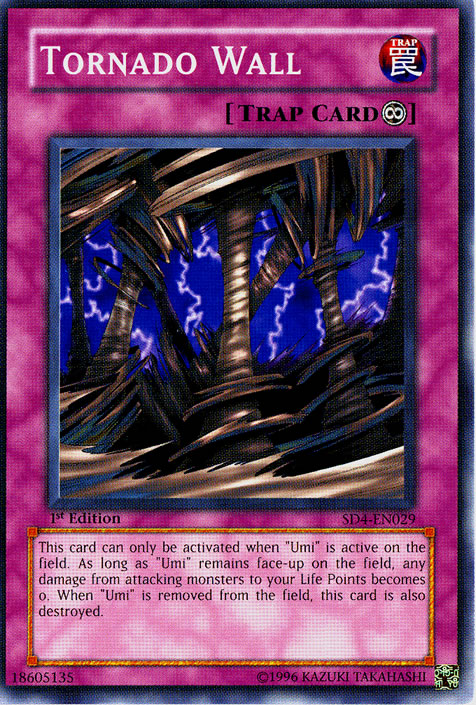 TORNADO WALL
TRAP
罠
[TRAP CARD∞]
1st Edition
SD4-EN029
This card can only be activated when "Umi" is active on the
field. As long as "Umi" remains face-up on the field, any
damage from attacking monsters to your Life Points becomes
0. When "Umi" is removed from the field, this card is also
destroyed.
18605135
©1996 KAZUKI TAKAHASHI